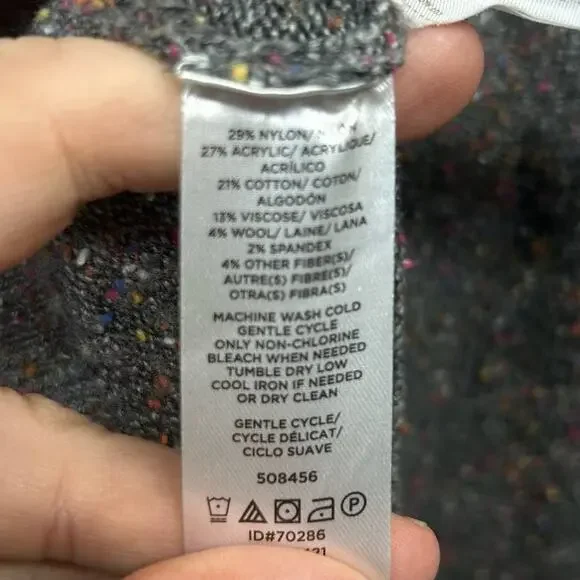 29% NYLON/
27% ACRYLIC/ ACRYLIQUE/
ACRÍLICO
21% COTTON/ COTON/
ALGODÓN
13% VISCOSE/ VISCOSA
4% WOOL/ LAINE/ LANA
2% SPANDEX
4% OTHER FIBER(S)/
AUTRE(S) FIBRE(S)/
OTRA(S) FIBRA(S)
MACHINE WASH COLD
GENTLE CYCLE
ONLY NON-CHLORINE
BLEACH WHEN NEEDED
TUMBLE DRY LOW
COOL IRON IF NEEDED
OR DRY CLEAN
GENTLE CYCLE/
CYCLE DÉLICAT/
CICLO SUAVE
508456
P
ID#70286